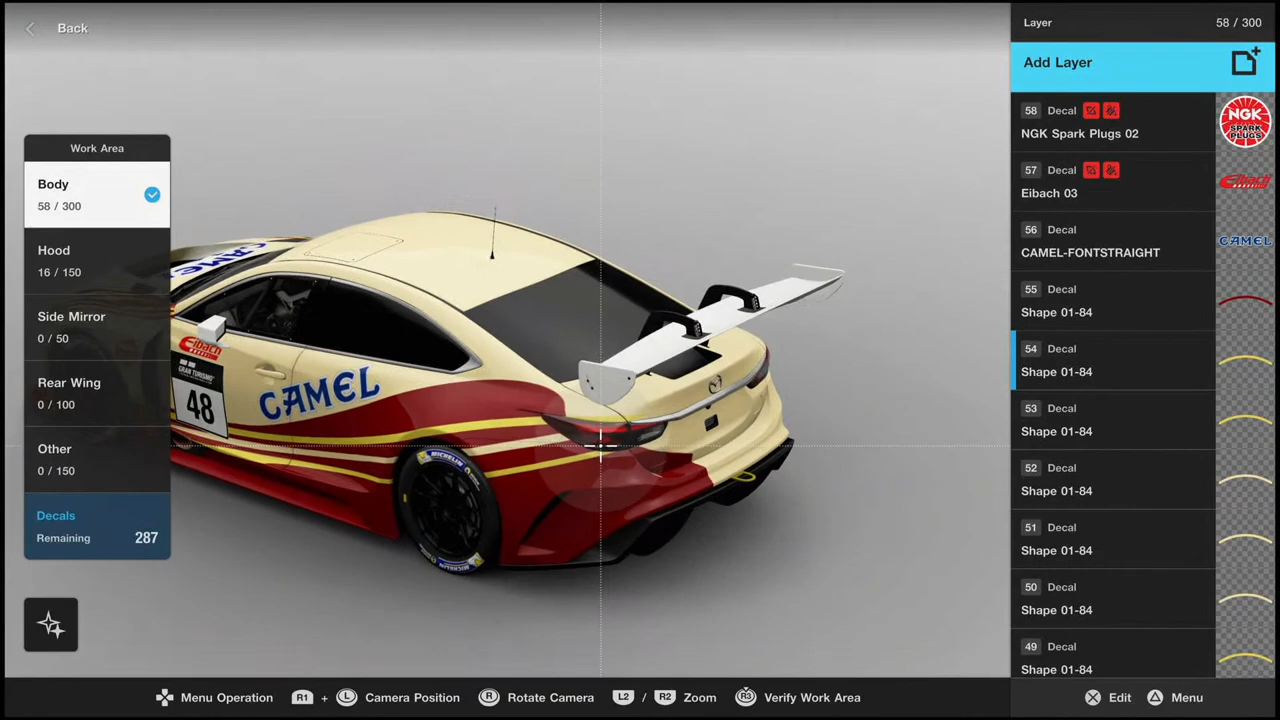 Back
Work Area
Body
58 / 300
Hood
16 / 150
Side Mirror
0 / 50
Rear Wing
0 / 100
Other
0 / 150
Decals
Remaining 287
CAMEL
Eibach
GRAN TURISMO
48
CAMEL
MICHELIN
MICHELIN
Menu Operation
R1 + L Camera Position
R Rotate Camera
L2 / R2 Zoom
R3 Verify Work Area
Layer 58 / 300
Add Layer
58 Decal
NGK Spark Plugs 02
NGK
SPARK
PLUGS
57 Decal
Eibach 03
Eibach
56 Decal
CAMEL-FONTSTRAIGHT
CAMEL
55 Decal
Shape 01-84
54 Decal
Shape 01-84
53 Decal
Shape 01-84
52 Decal
Shape 01-84
51 Decal
Shape 01-84
50 Decal
Shape 01-84
49 Decal
Shape 01-84
Edit
Menu